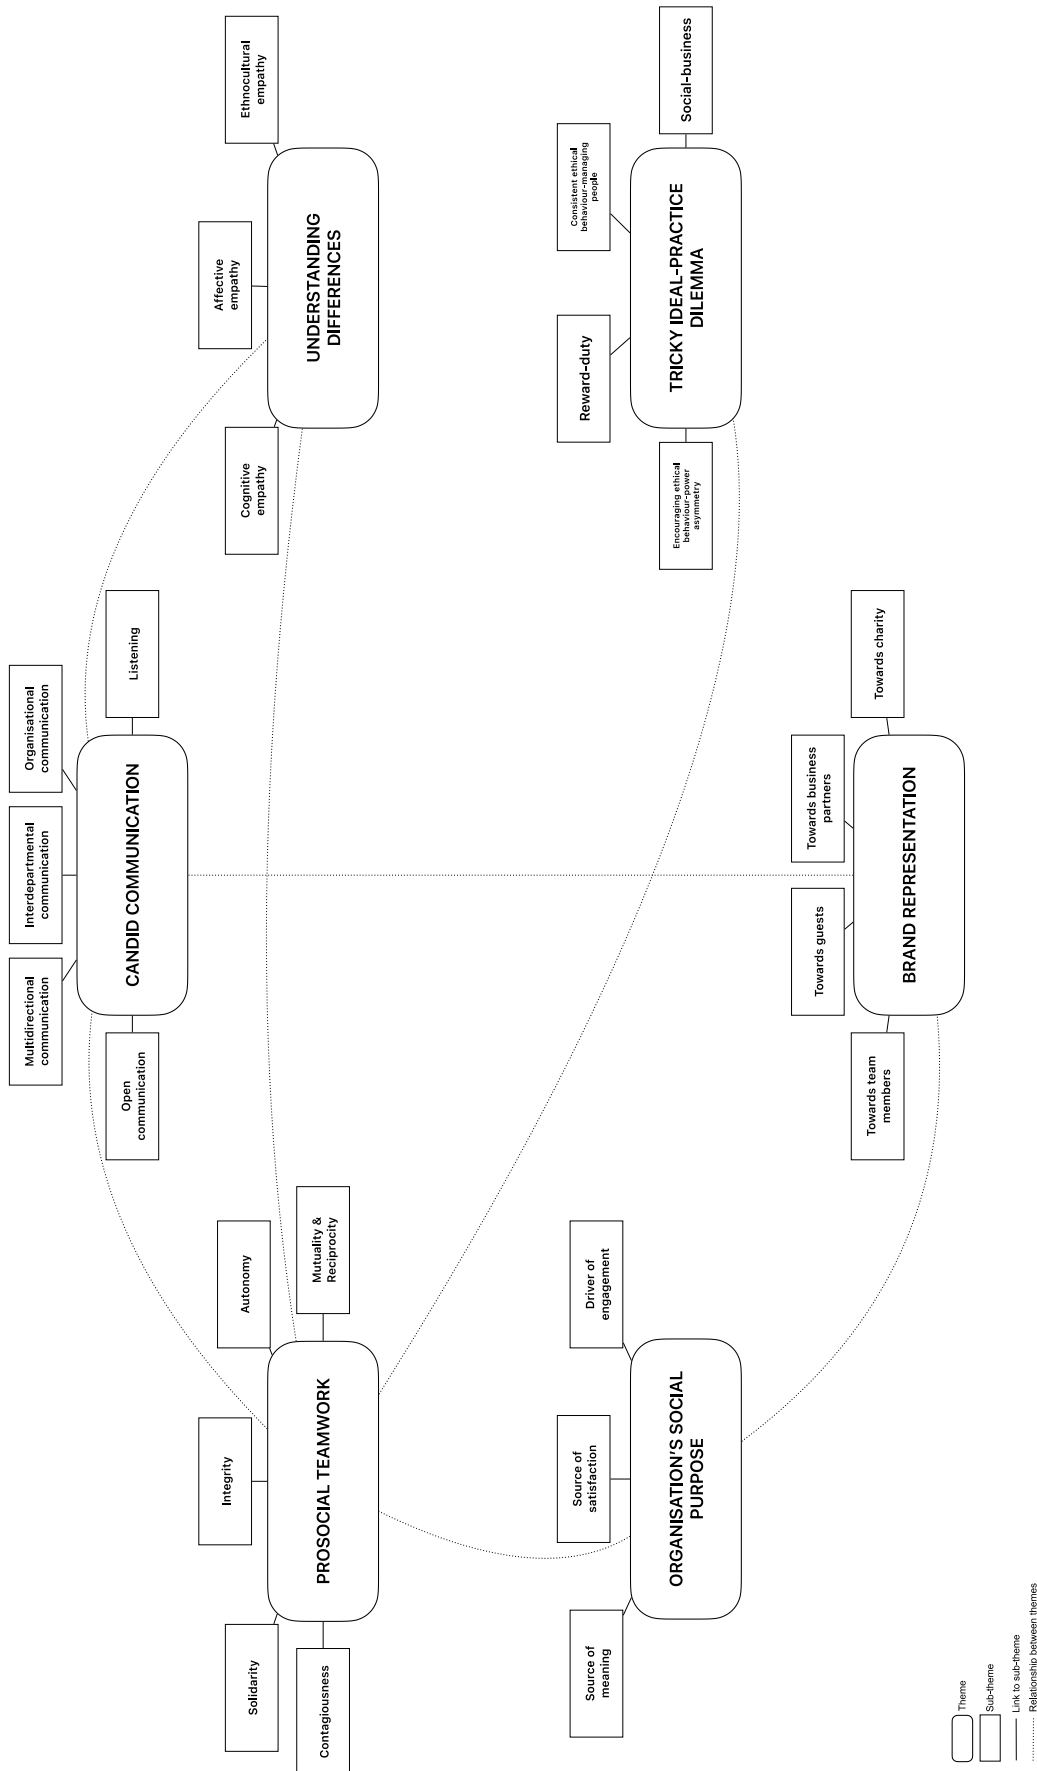 Multidirectional
communication
Interdepartmental
communication
Organisational
communication
Open
communication
CANDID COMMUNICATION
Listening
Solidarity
Integrity
Autonomy
Contagiousness
PROSOCIAL TEAMWORK
Mutuality &
Reciprocity
Cognitive
empathy
Affective
empathy
Ethnocultural
empathy
UNDERSTANDING
DIFFERENCES
Source of
meaning
Source of
satisfaction
Driver of
engagement
ORGANISATION'S SOCIAL
PURPOSE
Encouraging ethical
behaviour-power
asymmetry
Reward-duty
Consistent ethical
behaviour-managing
people
Social-business
TRICKY IDEAL-PRACTICE
DILEMMA
Towards team
members
Towards guests
Towards business
partners
Towards charity
BRAND REPRESENTATION
Theme
Sub-theme
Link to sub-theme
Relationship between themes